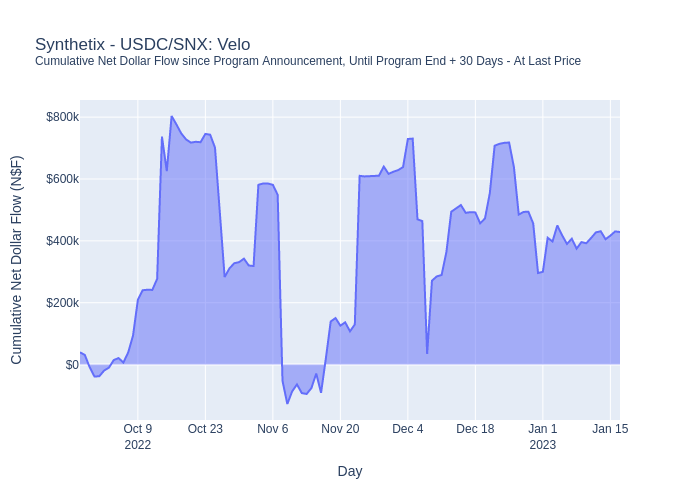 Synthetix - USDC/SNX: Velo
Cumulative Net Dollar Flow since Program Announcement, Until Program End + 30 Days - At Last Price
Cumulative Net Dollar Flow (N$F)
$800k
$600k
$400k
$200k
$0
Oct 9
2022
Oct 23
Nov 6
Nov 20
Dec 4
Dec 18
Jan 1
2023
Jan 15
Day